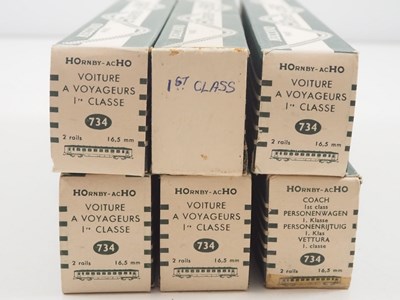 HORNBY-ACHO
VOITURE
A VOYAGEURS
1re CLASSE
734
2 rails 16,5 mm
1ST CLASS
HORNBY-ACHO
VOITURE
A VOYAGEURS
1re CLASSE
734
2 rails 16,5 mm
HORNBY-ACHO
VOITURE
A VOYAGEURS
1re CLASSE
734
2 rails 16,5 mm
HORNBY-ACHO
VOITURE
A VOYAGEURS
1re CLASSE
734
2 rails 16,5 mm
HORNBY-ACHO
COACH
1st class
PERSONENWAGEN
1. Klasse
PERSONENRIJTUIG
1. Klas
VETTURA
1. classe
734
2 rails 16,5 mm